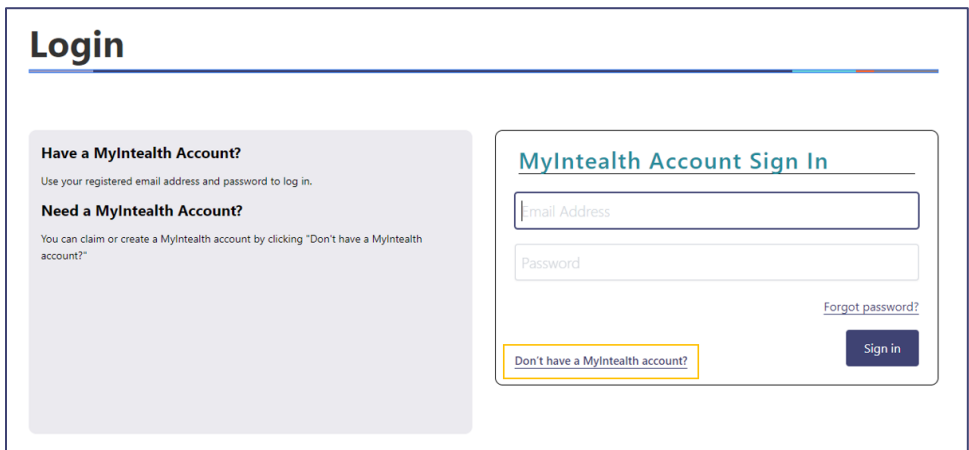 Login
Have a MyIntealth Account?
Use your registered email address and password to log in.
Need a MyIntealth Account?
You can claim or create a MyIntealth account by clicking "Don't have a MyIntealth
account?"
MyIntealth Account Sign In
Email Address
Password
Forgot password?
Sign in
Don't have a MyIntealth account?